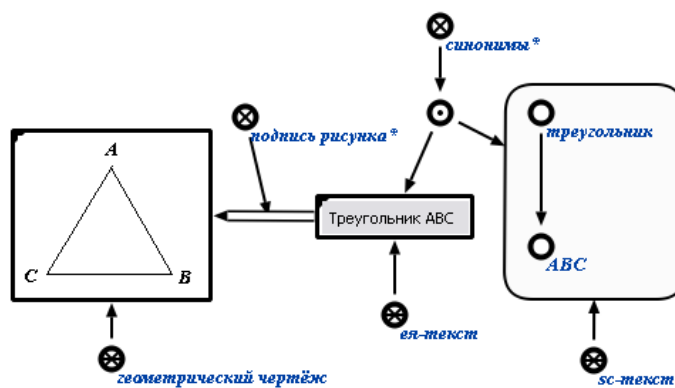 синонимы*
подпись рисунка*
треугольник
A
Треугольник ABC
C
B
ABC
ея-текст
геометрический чертёж
sc-текст